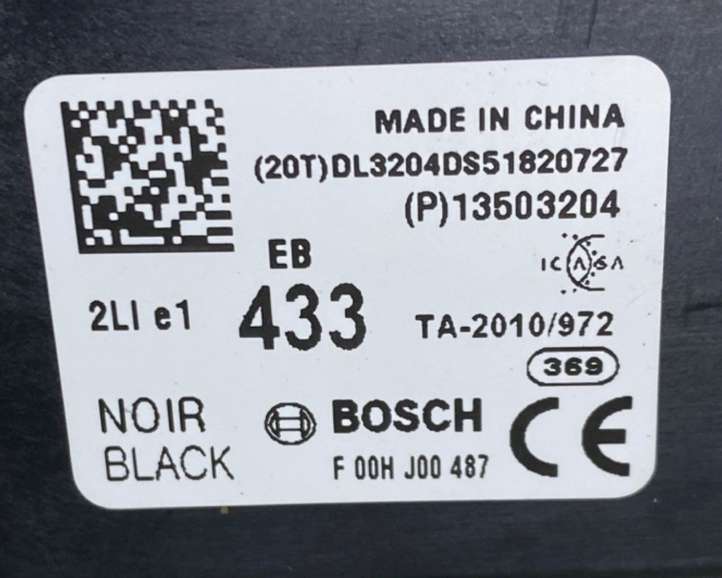 MADE IN CHINA
(20T)DL3204DS51820727
(P)13503204
EB
ICASA
2LI e1
433
TA-2010/972
369
NOIR
BLACK
BOSCH
F 00H J00 487
CE